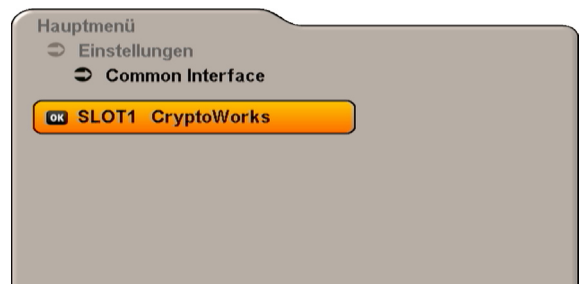 Hauptmenü
Einstellungen
Common Interface
OK SLOT1 CryptoWorks